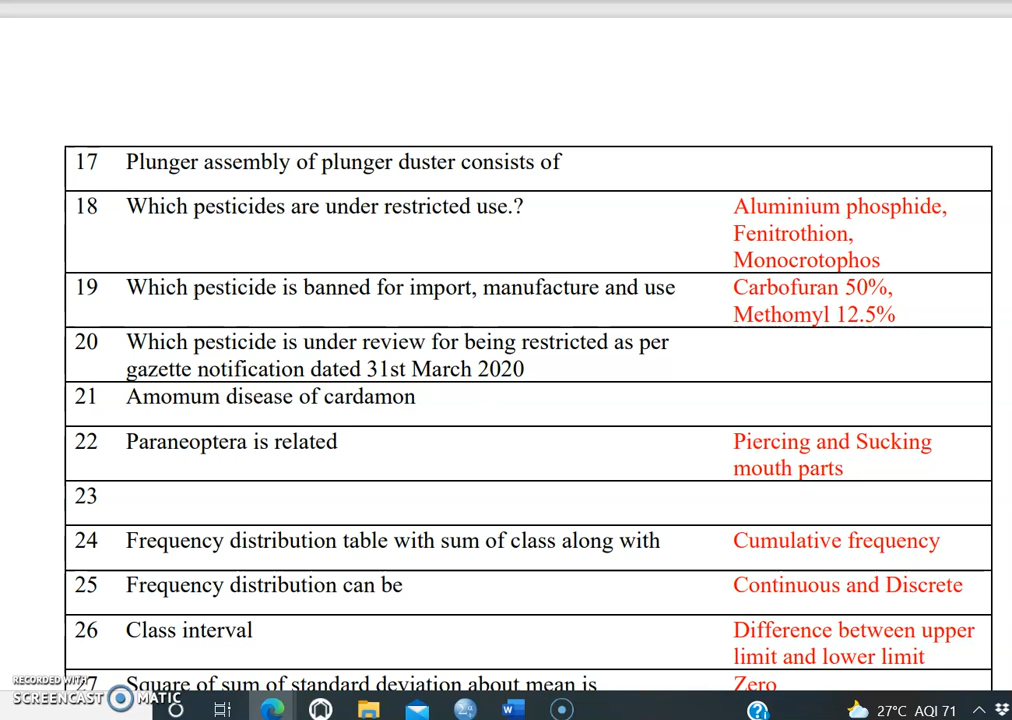 17 Plunger assembly of plunger duster consists of
18 Which pesticides are under restricted use.? Aluminium phosphide,
Fenitrothion,
Monocrotophos
19 Which pesticide is banned for import, manufacture and use Carbofuran 50%,
Methomyl 12.5%
20 Which pesticide is under review for being restricted as per
gazette notification dated 31st March 2020
21 Amomum disease of cardamon
22 Paraneoptera is related Piercing and Sucking
mouth parts
23
24 Frequency distribution table with sum of class along with Cumulative frequency
25 Frequency distribution can be Continuous and Discrete
26 Class interval Difference between upper
limit and lower limit
27 Square of sum of standard deviation about mean is Zero
RECORDED WITH
SCREENCAST MATIC
27°C AQI 71